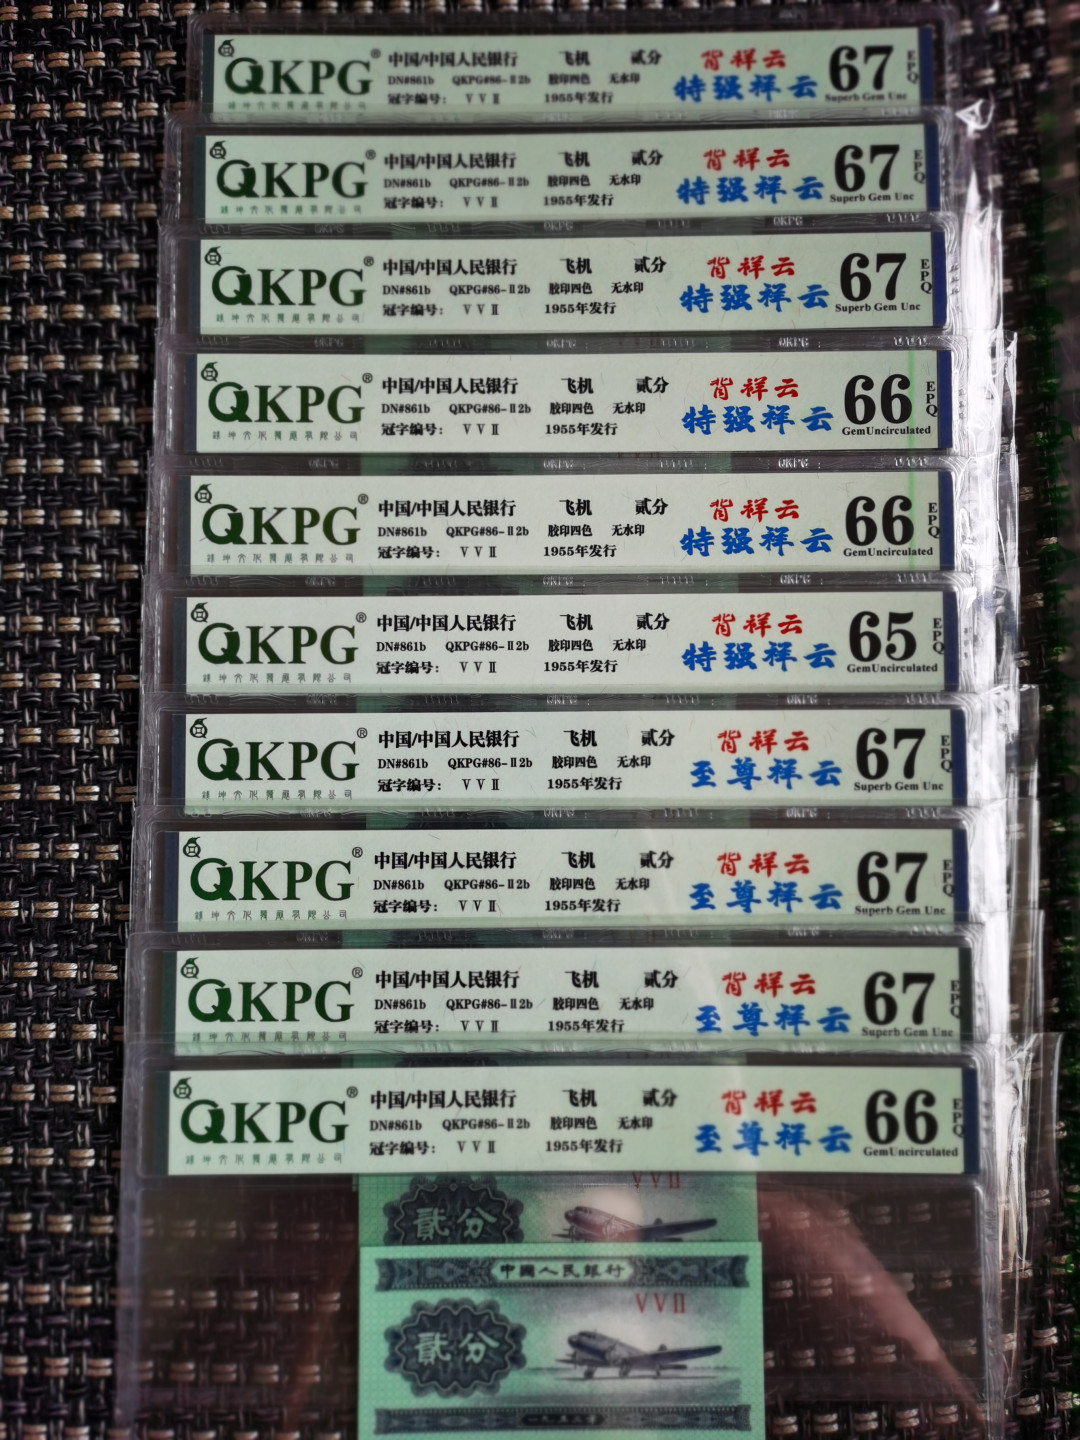 QKPG® 中国/中国人民银行 飞机 贰分 背祥云 67 EPQ
DN#861b QKPG#86-Ⅱ2b 胶印四色 无水印 特强祥云
冠字编号: V V Ⅱ 1955年发行 Superb Gem Unc
QKPG® 中国/中国人民银行 飞机 贰分 背祥云 67 EPQ
DN#861b QKPG#86-Ⅱ2b 胶印四色 无水印 特强祥云
冠字编号: V V Ⅱ 1955年发行 Superb Gem Unc
QKPG® 中国/中国人民银行 飞机 贰分 背祥云 67 EPQ
DN#861b QKPG#86-Ⅱ2b 胶印四色 无水印 特强祥云
冠字编号: V V Ⅱ 1955年发行 Superb Gem Unc
QKPG® 中国/中国人民银行 飞机 贰分 背祥云 66 EPQ
DN#861b QKPG#86-Ⅱ2b 胶印四色 无水印 特强祥云
冠字编号: V V Ⅱ 1955年发行 GemUncirculated
QKPG® 中国/中国人民银行 飞机 贰分 背祥云 66 EPQ
DN#861b QKPG#86-Ⅱ2b 胶印四色 无水印 特强祥云
冠字编号: V V Ⅱ 1955年发行 GemUncirculated
QKPG® 中国/中国人民银行 飞机 贰分 背祥云 65 EPQ
DN#861b QKPG#86-Ⅱ2b 胶印四色 无水印 特强祥云
冠字编号: V V Ⅱ 1955年发行 GemUncirculated
QKPG® 中国/中国人民银行 飞机 贰分 背祥云 67 EPQ
DN#861b QKPG#86-Ⅱ2b 胶印四色 无水印 至尊祥云
冠字编号: V V Ⅱ 1955年发行 Superb Gem Unc
QKPG® 中国/中国人民银行 飞机 贰分 背祥云 67 EPQ
DN#861b QKPG#86-Ⅱ2b 胶印四色 无水印 至尊祥云
冠字编号: V V Ⅱ 1955年发行 Superb Gem Unc
QKPG® 中国/中国人民银行 飞机 贰分 背祥云 67 EPQ
DN#861b QKPG#86-Ⅱ2b 胶印四色 无水印 至尊祥云
冠字编号: V V Ⅱ 1955年发行 Superb Gem Unc
QKPG® 中国/中国人民银行 飞机 贰分 背祥云 66 EPQ
DN#861b QKPG#86-Ⅱ2b 胶印四色 无水印 至尊祥云
冠字编号: V V Ⅱ 1955年发行 GemUncirculated
VVⅡ
貳分
中國人民銀行
VVⅡ
貳分